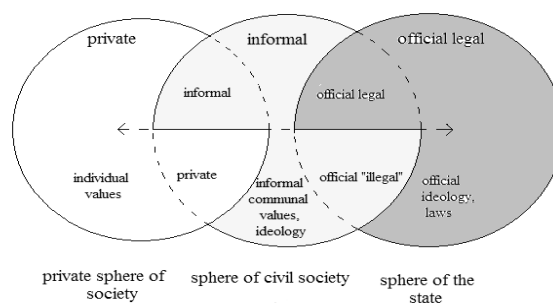 private
informal
official legal
informal
official legal
individual
values
private
informal
communal
values,
ideology
official "illegal"
official
ideology,
laws
private sphere of
society
sphere of civil society
sphere of the
state